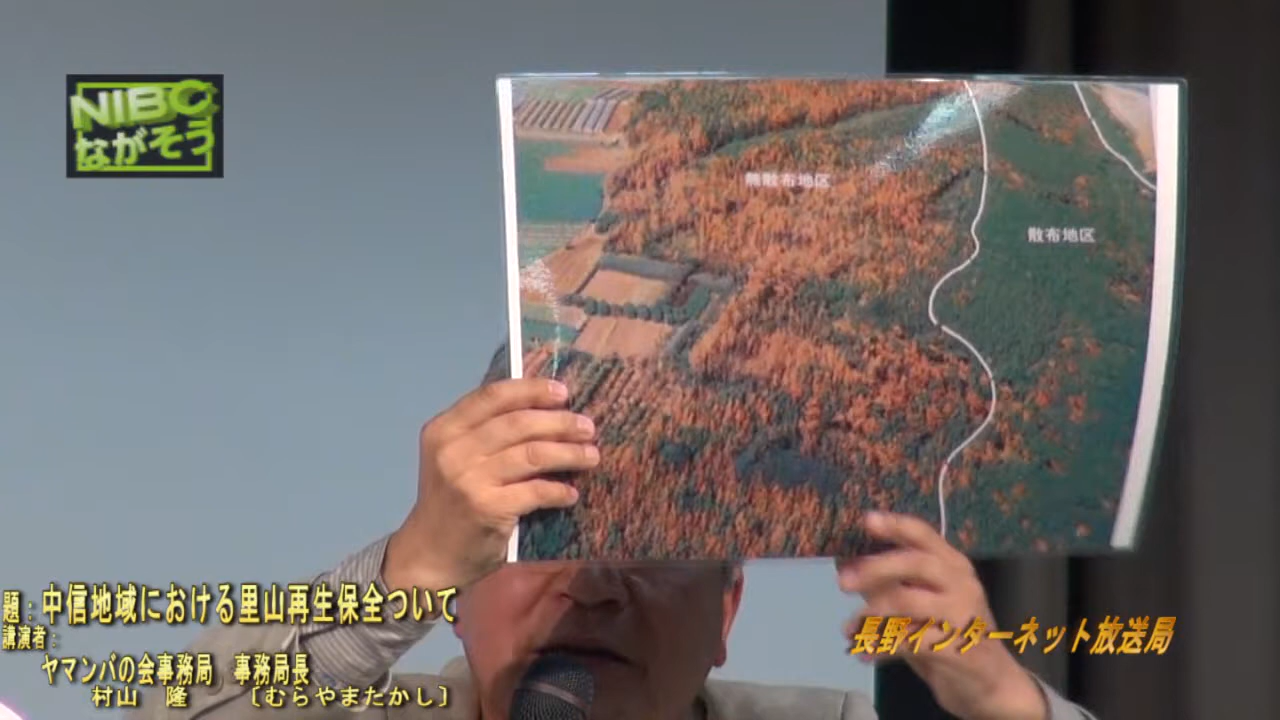 NIBC
ながそう
無散布地区
散布地区
題：中信地域における里山再生保全ついて
講演者：
ヤマンバの会事務局　事務局長
村山　隆　〔むらやまたかし〕
長野インターネット放送局